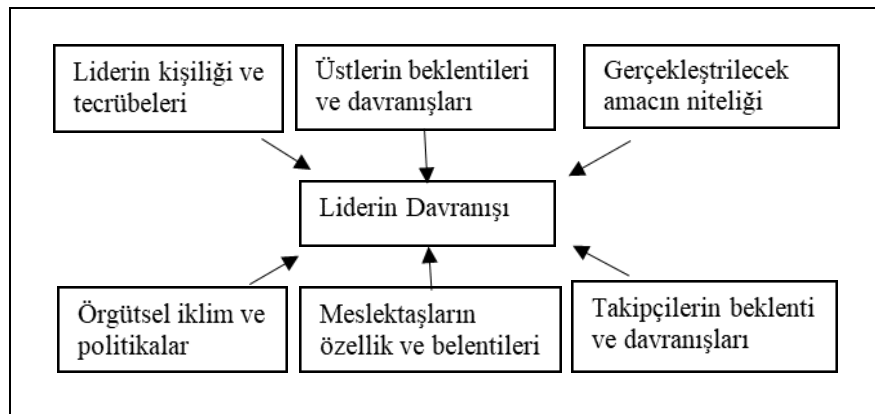 Liderin kişiliği ve
tecrübeleri
Üstlerin beklentileri
ve davranışları
Gerçekleştrilecek
amacın niteliği
Liderin Davranışı
Örgütsel iklim ve
politikalar
Meslektaşların
özellik ve belentileri
Takipçilerin beklenti
ve davranışları